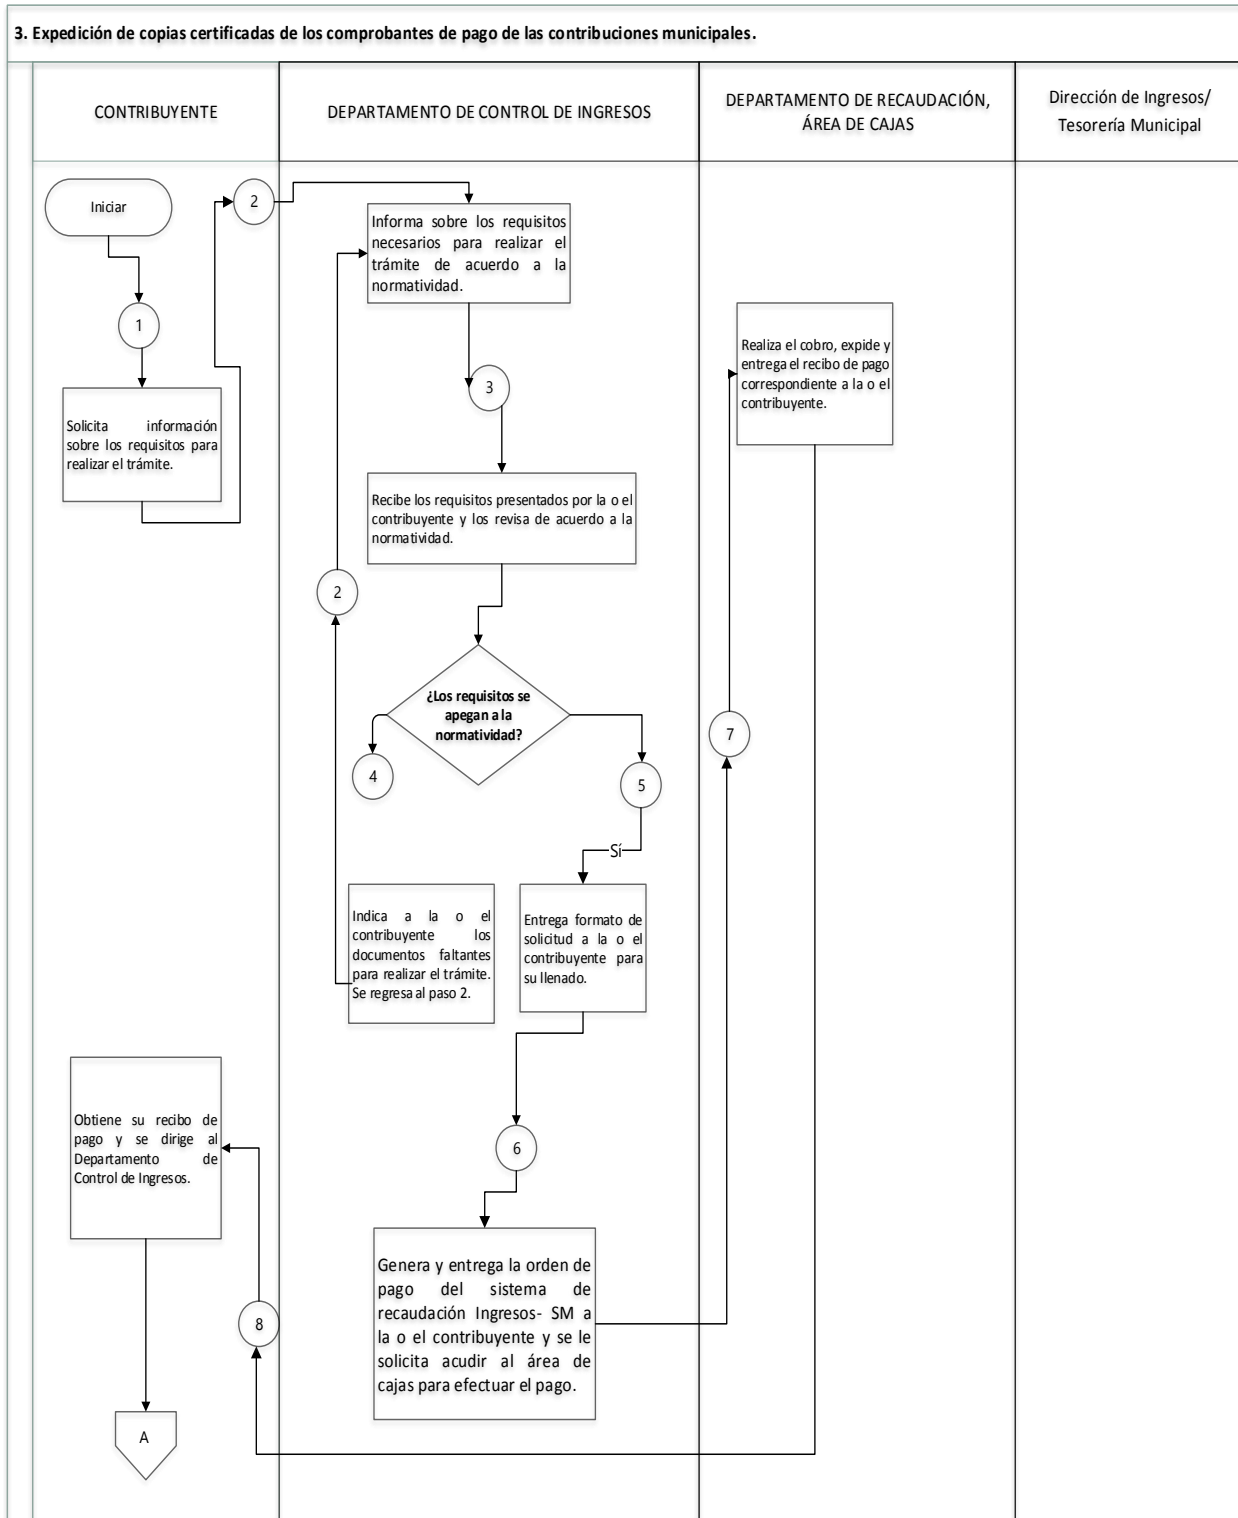 3. Expedición de copias certificadas de los comprobantes de pago de las contribuciones municipales.
CONTRIBUYENTE
DEPARTAMENTO DE CONTROL DE INGRESOS
DEPARTAMENTO DE RECAUDACIÓN,
ÁREA DE CAJAS
Dirección de Ingresos/
Tesorería Municipal
Iniciar
1
Solicita información
sobre los requisitos para
realizar el trámite.
2
Informa sobre los requisitos
necesarios para realizar el
trámite de acuerdo a la
normatividad.
3
Recibe los requisitos presentados por la o el
contribuyente y los revisa de acuerdo a la
normatividad.
2
¿Los requisitos se
apegan a la
normatividad?
4
5
Sí
Indica a la o el
contribuyente los
documentos faltantes
para realizar el trámite.
Se regresa al paso 2.
Entrega formato de
solicitud a la o el
contribuyente para
su llenado.
6
Genera y entrega la orden de
pago del sistema de
recaudación Ingresos- SM a
la o el contribuyente y se le
solicita acudir al área de
cajas para efectuar el pago.
7
Realiza el cobro, expide y
entrega el recibo de pago
correspondiente a la o el
contribuyente.
8
Obtiene su recibo de
pago y se dirige al
Departamento de
Control de Ingresos.
A